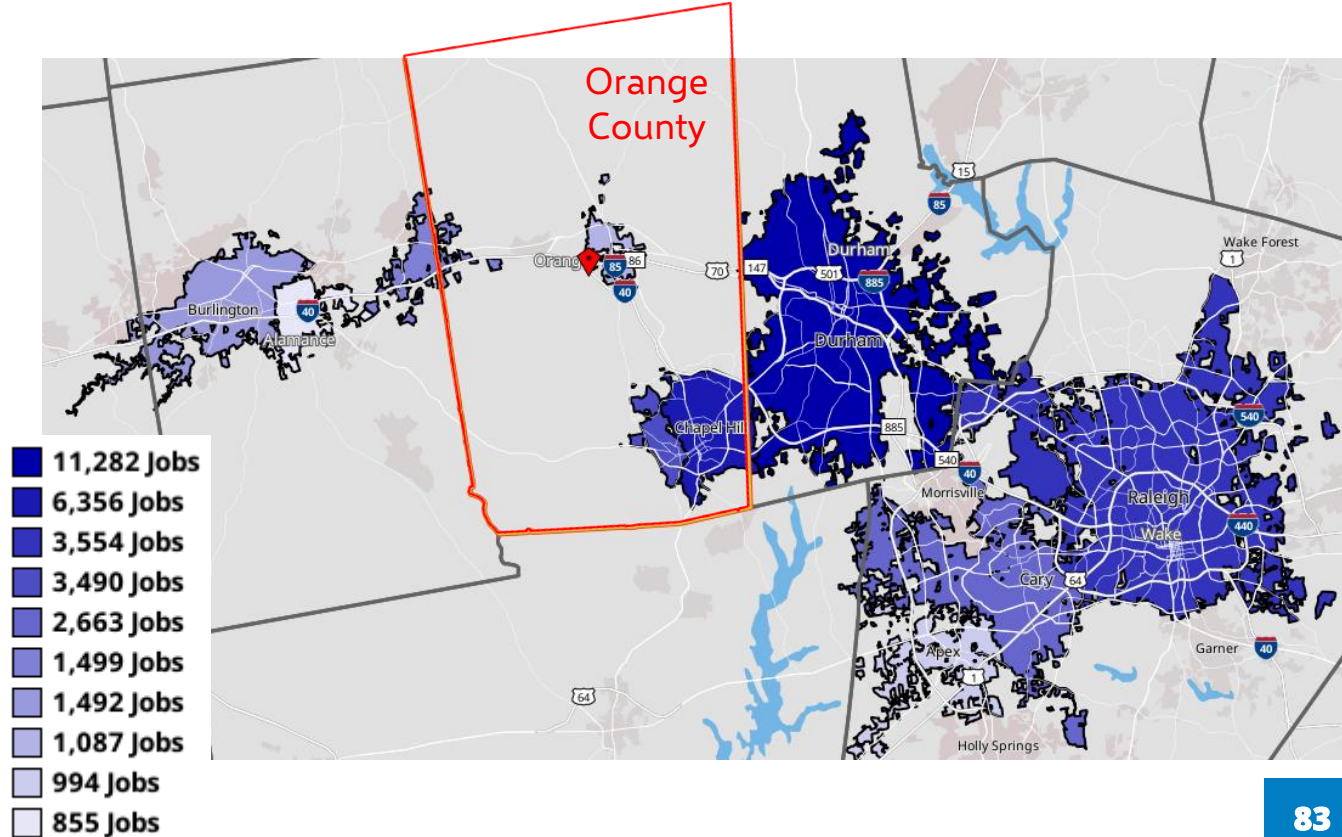 Orange
County
15
85
Wake Forest
1
Durham
Orang
85
86
70
147
501
885
40
Burlington
40
Alamance
Durham
540
Chapel Hil
885
540
40
Morrisville
Raleigh
440
Wake
Cary
64
Apex
Garner
40
1
64
Holly Springs
11,282 Jobs
6,356 Jobs
3,554 Jobs
3,490 Jobs
2,663 Jobs
1,499 Jobs
1,492 Jobs
1,087 Jobs
994 Jobs
855 Jobs
83